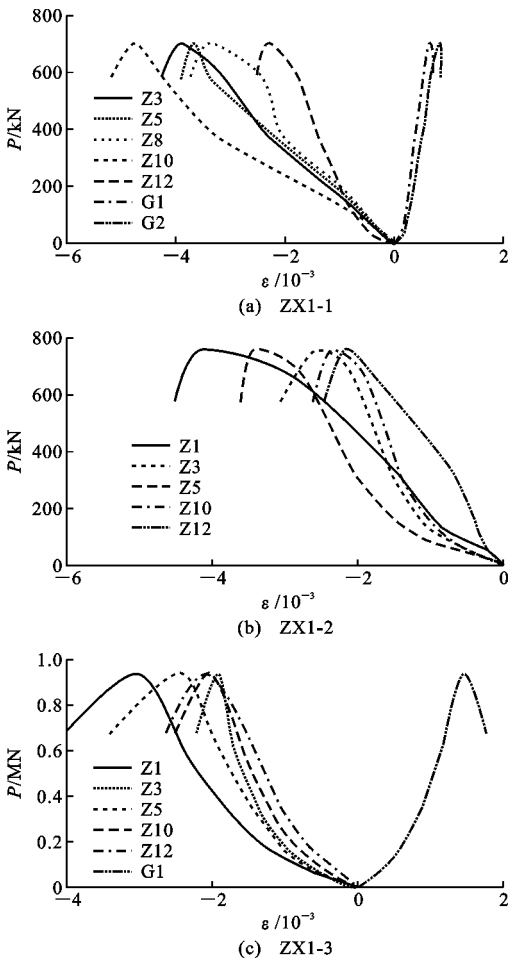 800
600
400
200
0
P/kN
Z3
Z5
Z8
Z10
Z12
G1
G2
−6 −4 −2 0 2
ε /10⁻³
(a) ZX1-1
800
600
400
200
0
P/kN
Z1
Z3
Z5
Z10
Z12
−6 −4 −2 0
ε /10⁻³
(b) ZX1-2
1.0
0.8
0.6
0.4
0.2
0
P/MN
Z1
Z3
Z5
Z10
Z12
G1
−4 −2 0 2
ε /10⁻³
(c) ZX1-3